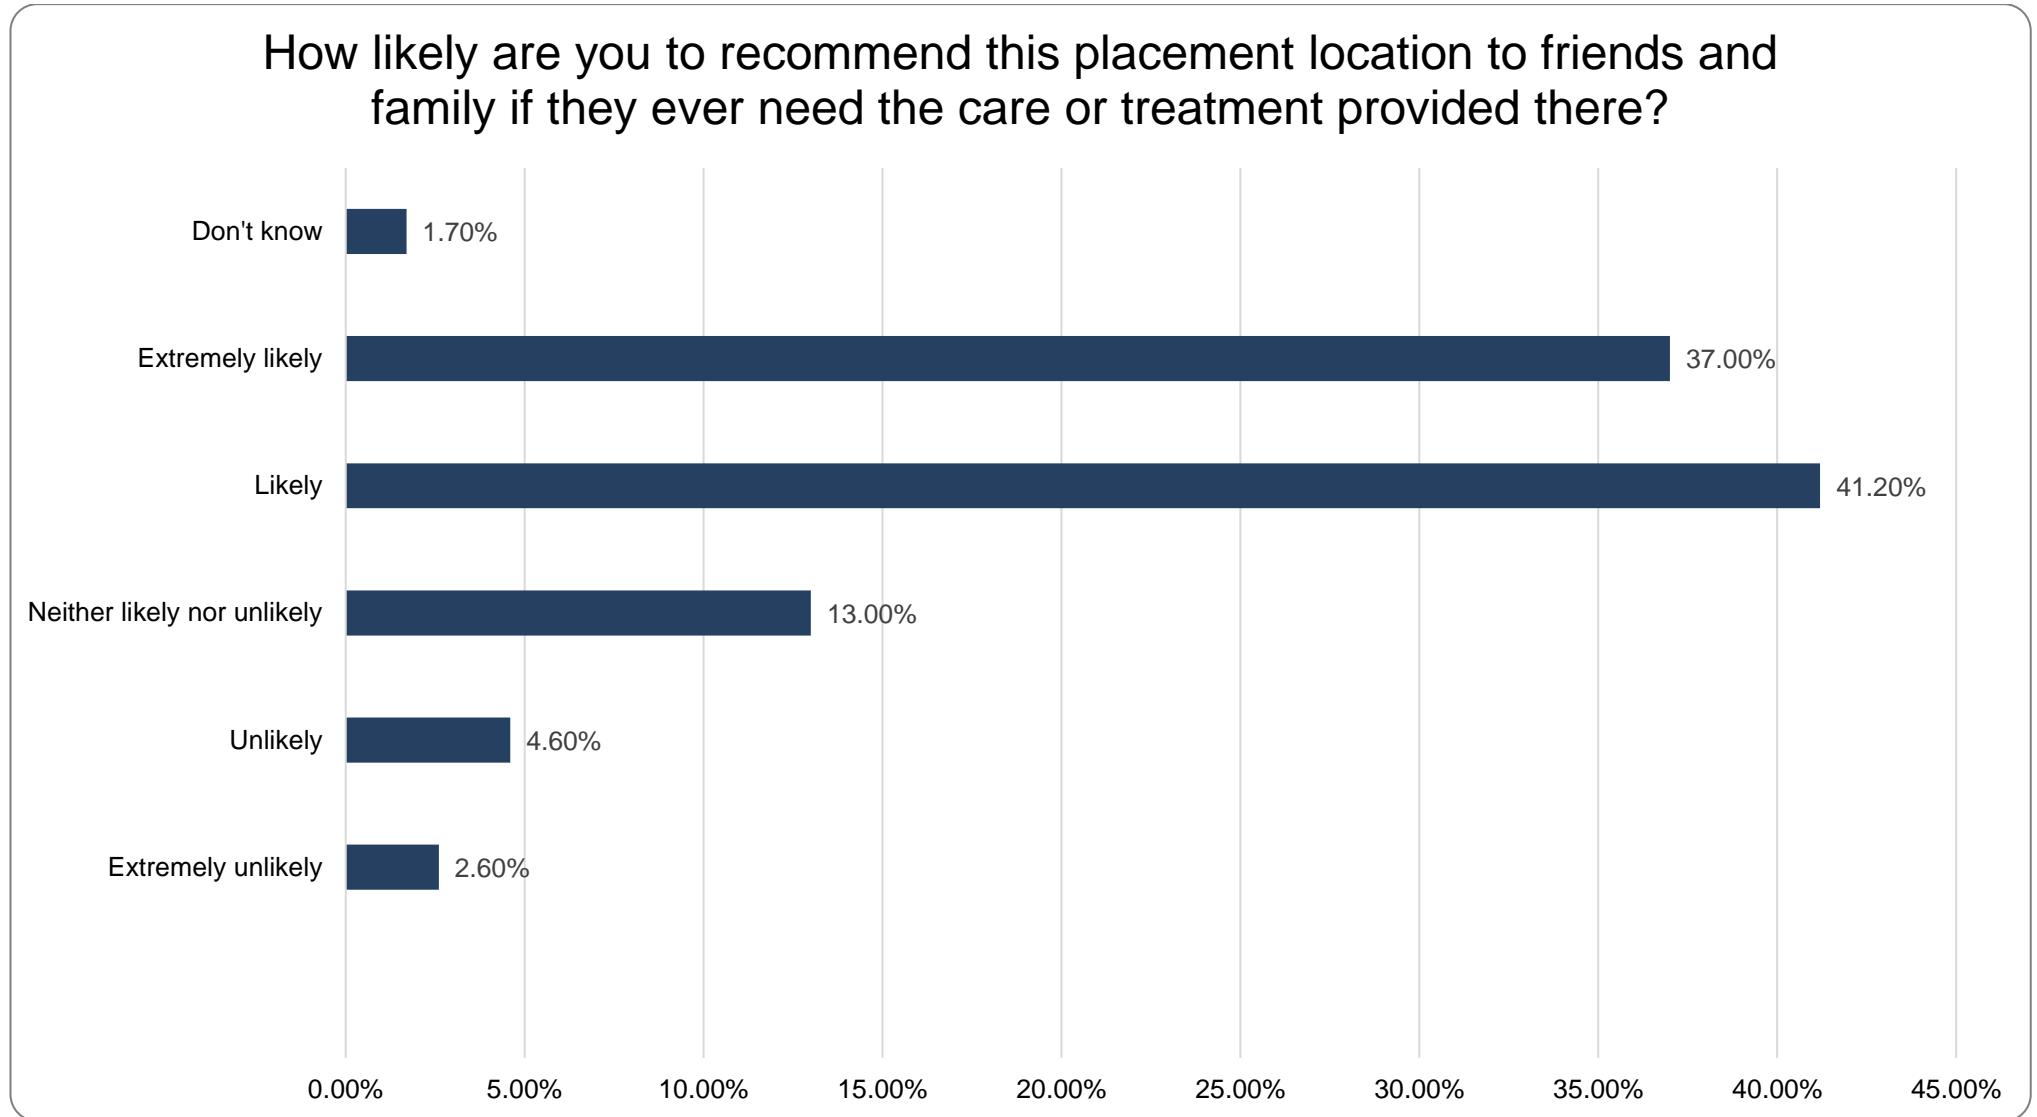 How likely are you to recommend this placement location to friends and
family if they ever need the care or treatment provided there?
Don't know
1.70%
Extremely likely
37.00%
Likely
41.20%
Neither likely nor unlikely
13.00%
Unlikely
4.60%
Extremely unlikely
2.60%
0.00% 5.00% 10.00% 15.00% 20.00% 25.00% 30.00% 35.00% 40.00% 45.00%